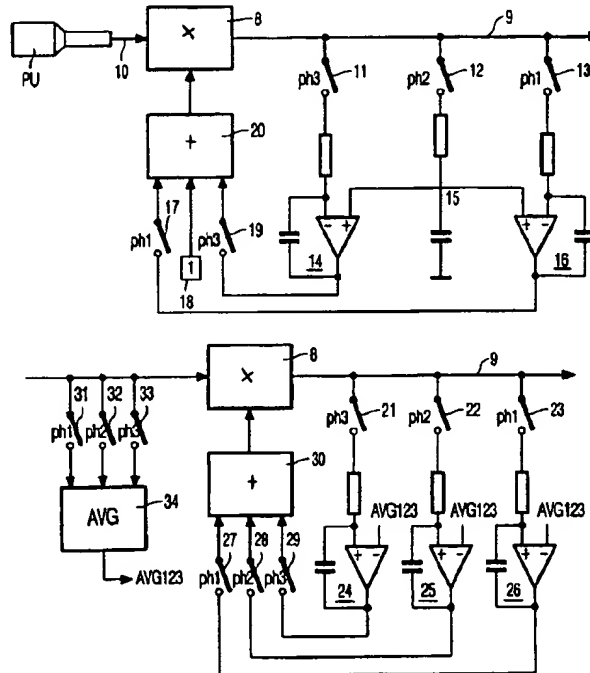 8
×
9
PU
10
ph3
11
ph2
12
ph1
13
+
20
17
ph1
19
ph3
1
18
- +
14
15
+ -
16
8
×
9
31
32
33
ph1
ph2
ph3
AVG
34
AVG123
+
30
27
28
29
ph1
ph2
ph3
ph3
21
ph2
22
ph1
23
AVG123
AVG123
AVG123
+ -
24
+ -
25
+ -
26